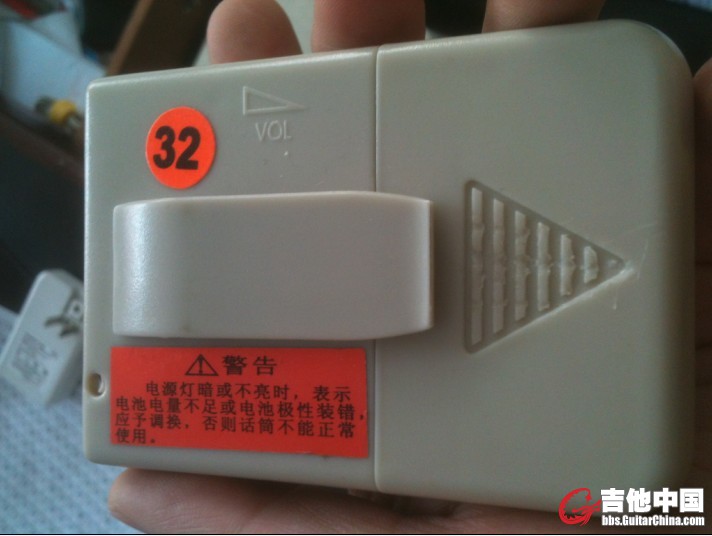 32
VOL
警告
电源灯暗或不亮时，表示
电池电量不足或电池极性装错，
应予调换，否则话筒不能正常
使用。
吉他中国
bbs.GuitarChina.com